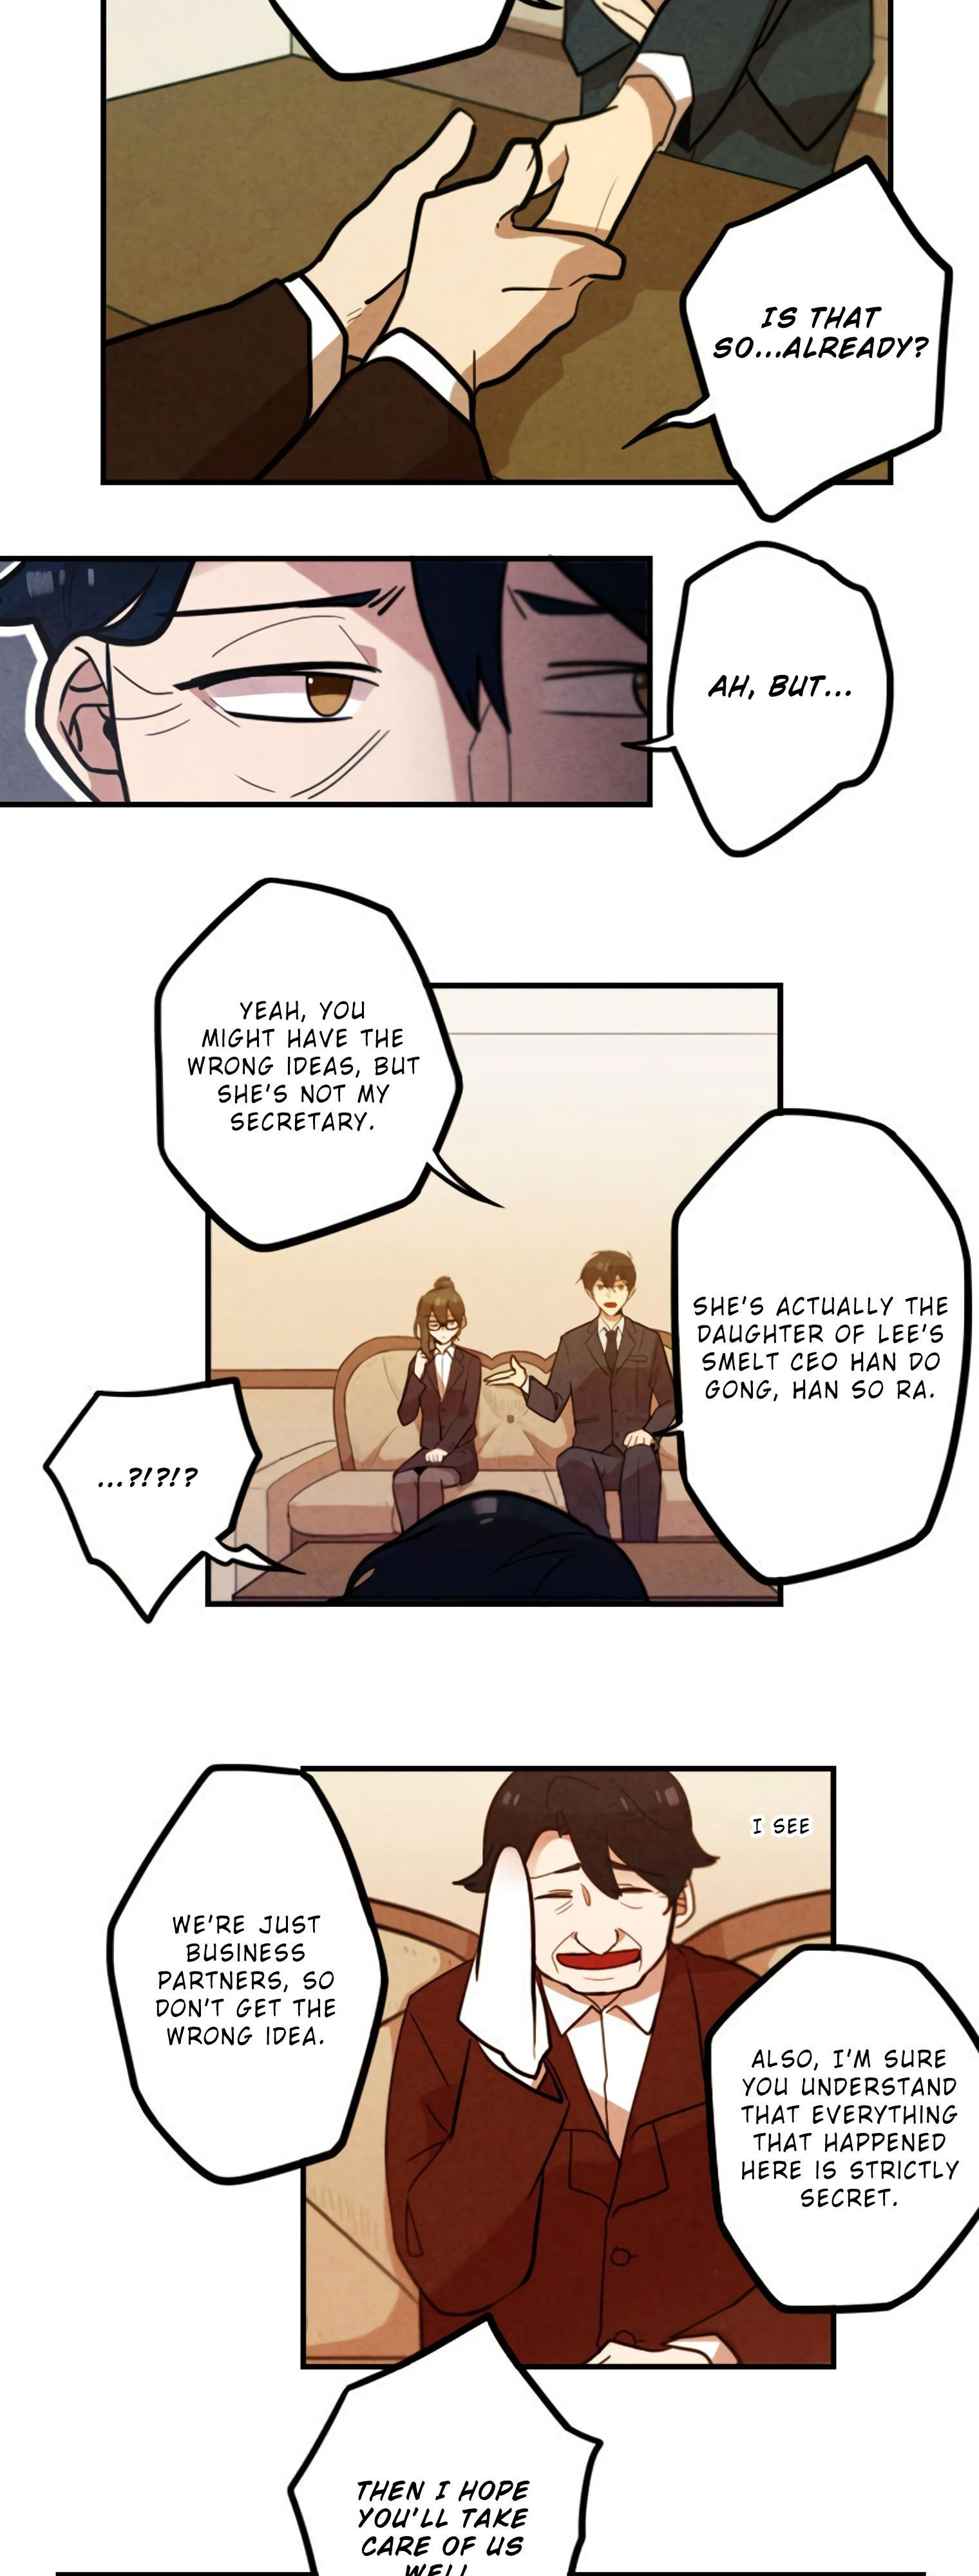 IS THAT
SO...ALREADY?
AH, BUT...
YEAH, YOU
MIGHT HAVE THE
WRONG IDEAS, BUT
SHE'S NOT MY
SECRETARY.
SHE'S ACTUALLY THE
DAUGHTER OF LEE'S
SMELT CEO HAN DO
GONG, HAN SO RA.
...?!?!?
I SEE
WE'RE JUST
BUSINESS
PARTNERS, SO
DON'T GET THE
WRONG IDEA.
ALSO, I'M SURE
YOU UNDERSTAND
THAT EVERYTHING
THAT HAPPENED
HERE IS STRICTLY
SECRET.
THEN I HOPE
YOU'LL TAKE
CARE OF US
WELL